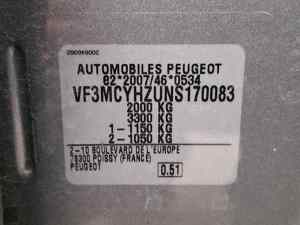 AUTOMOBILES PEUGEOT
e2*2007/46*0534
VF3MCYHZUNS170083
2000 KG
3300 KG
1-1150 KG
2-1050 KG
2-10 BOULEVARD DE L'EUROPE
78300 POISSY (FRANCE)
PEUGEOT
0.51